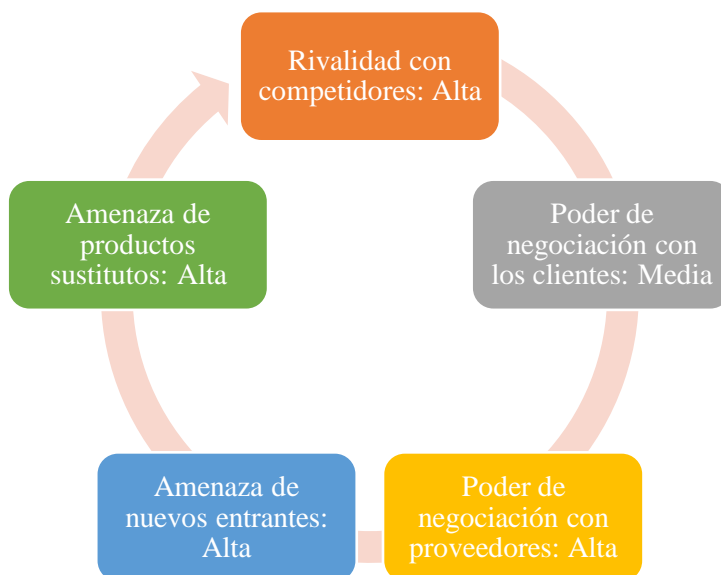 Rivalidad con
competidores: Alta
Poder de
negociación con
los clientes: Media
Poder de
negociación con
proveedores: Alta
Amenaza de
nuevos entrantes:
Alta
Amenaza de
productos
sustitutos: Alta